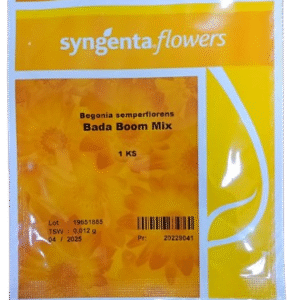 syngenta flowers
Begonia semperflorens
Bada Boom Mix
1 KS
Lot : 19651855
TSW : 0,012 g
04 / 2025
Pr: 20229041